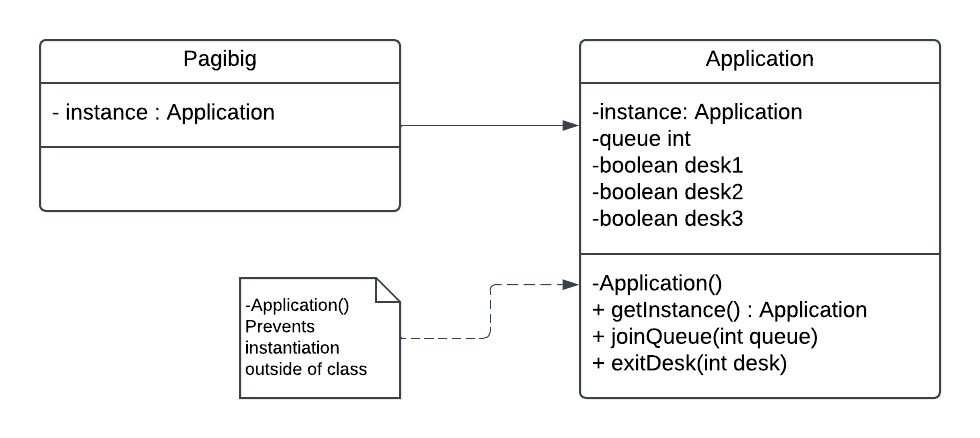 Pagibig
- instance : Application
Application
-instance: Application
-queue int
-boolean desk1
-boolean desk2
-boolean desk3
-Application()
+ getInstance() : Application
+ joinQueue(int queue)
+ exitDesk(int desk)
-Application()
Prevents
instantiation
outside of class